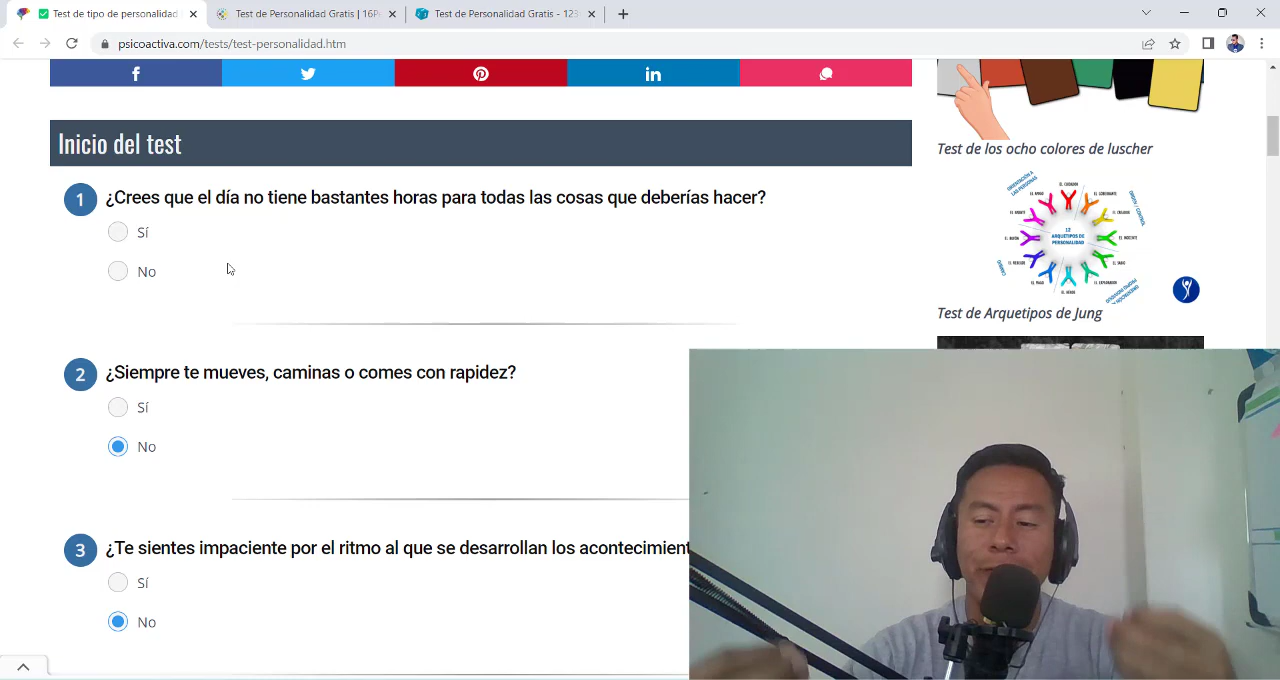 Test de tipo de personalidad
Test de Personalidad Gratis | 16P
Test de Personalidad Gratis - 123
psicoactiva.com/tests/test-personalidad.htm
Inicio del test
Test de los ocho colores de luscher
1
¿Crees que el día no tiene bastantes horas para todas las cosas que deberías hacer?
Sí
No
12
ARQUETIPOS DE
PERSONALIDAD
Test de Arquetipos de Jung
2
¿Siempre te mueves, caminas o comes con rapidez?
Sí
No
3
¿Te sientes impaciente por el ritmo al que se desarrollan los acontecimient
Sí
No